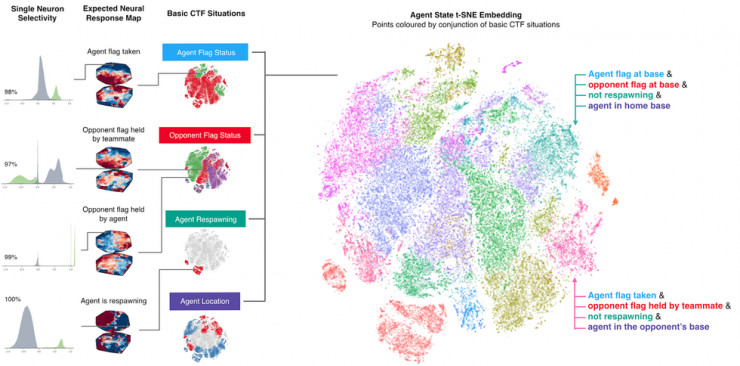 Single Neuron
Selectivity
Expected Neural
Response Map
Basic CTF Situations
Agent State t-SNE Embedding
Points coloured by conjunction of basic CTF situations
Agent flag taken
Agent Flag Status
98%
Opponent flag held
by teammate
Opponent Flag Status
97%
Opponent flag held
by agent
Agent Respawning
99%
Agent is respawning
Agent Location
100%
Agent flag at base &
opponent flag at base &
not respawning &
agent in home base
Agent flag taken &
opponent flag held by teammate &
not respawning &
agent in the opponent's base